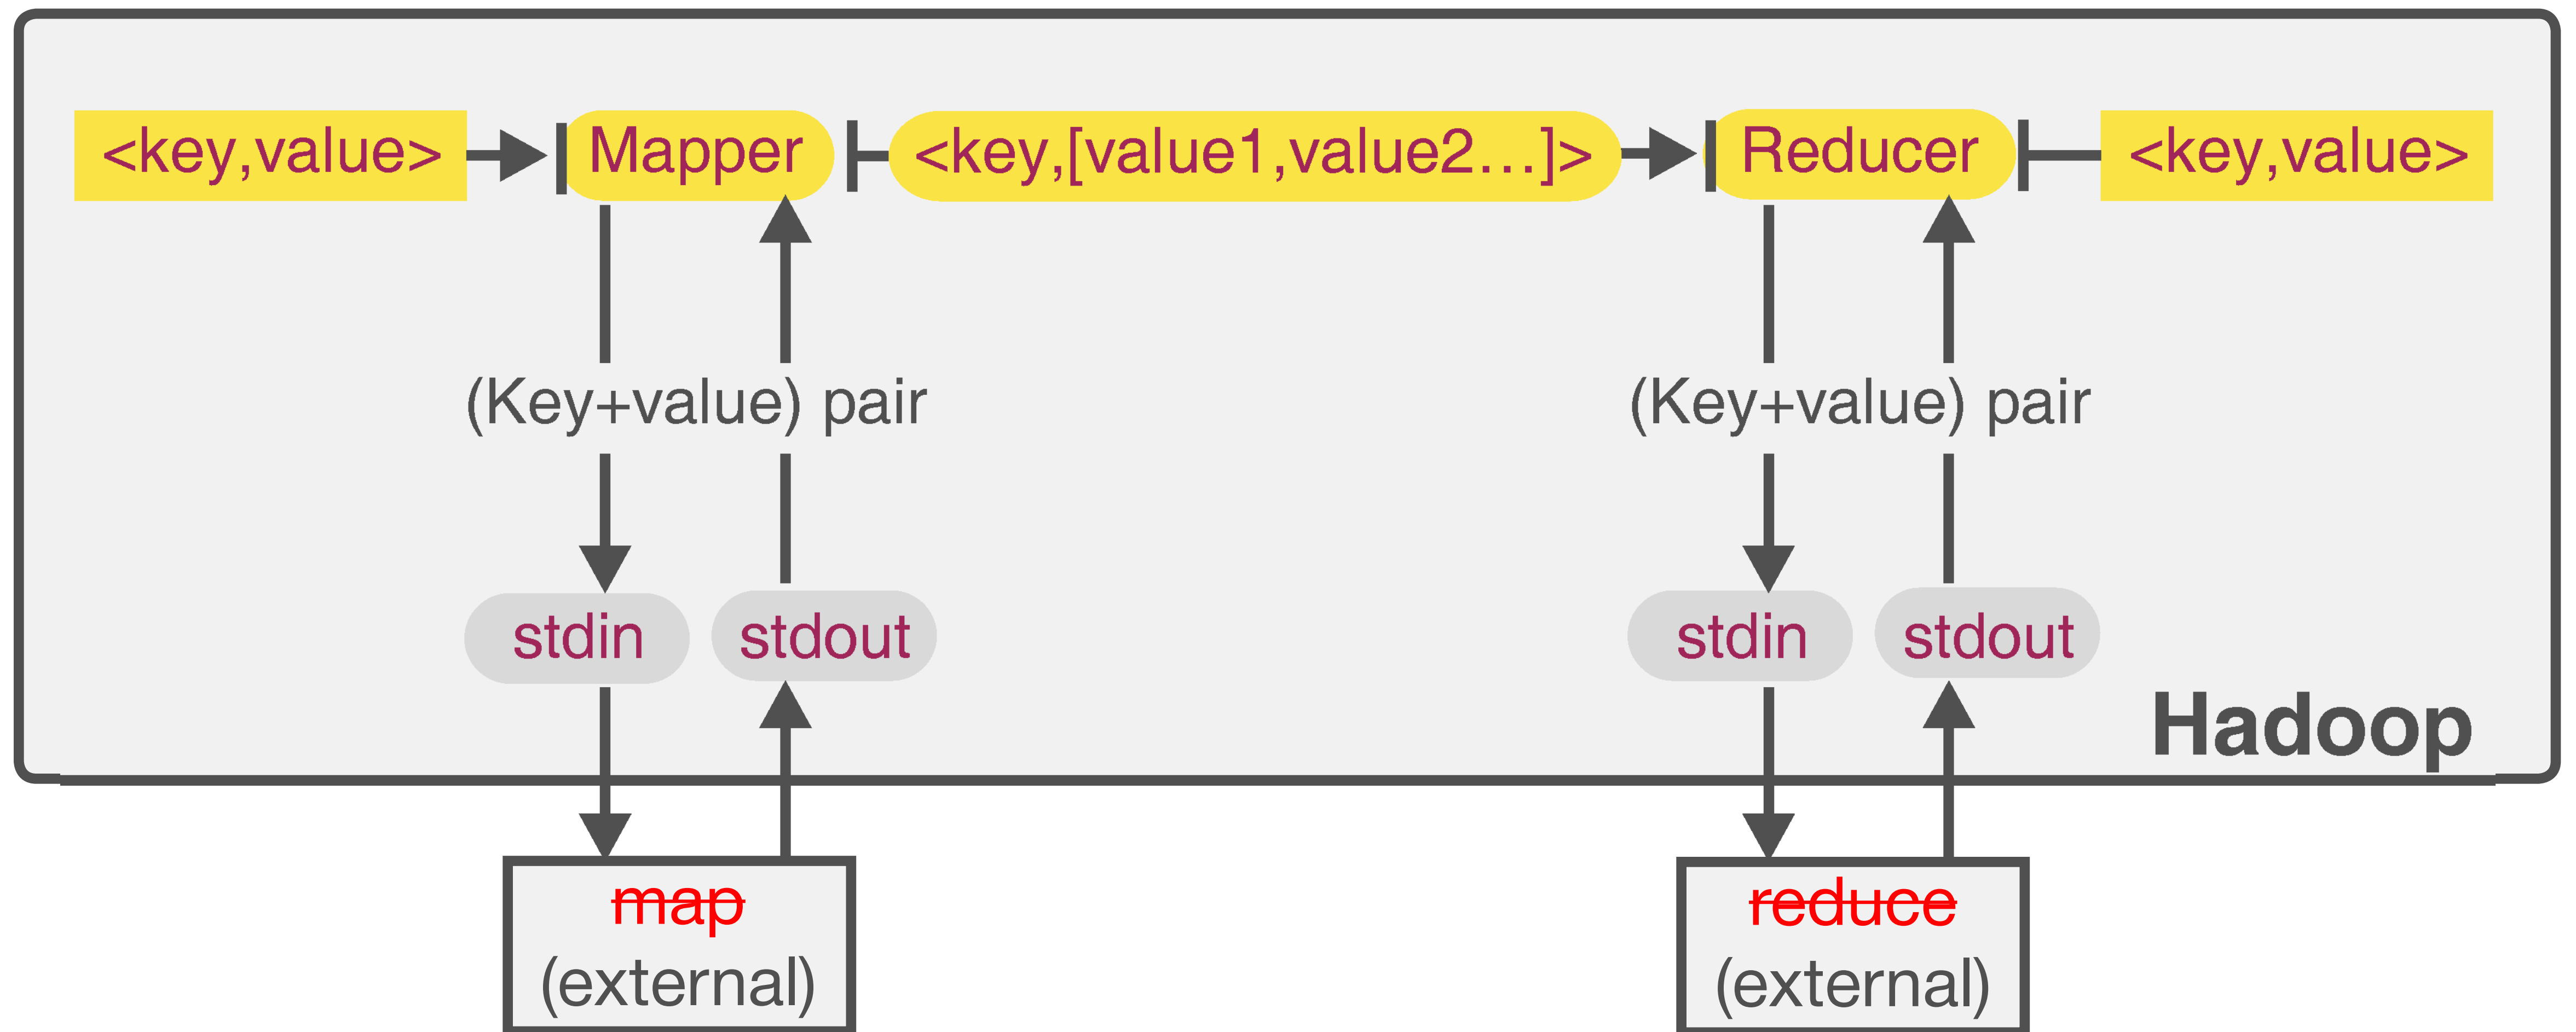 <key,value>
Mapper
<key,[value1,value2...]>
Reducer
<key,value>
(Key+value) pair
(Key+value) pair
stdin
stdout
stdin
stdout
Hadoop
map
(external)
reduce
(external)